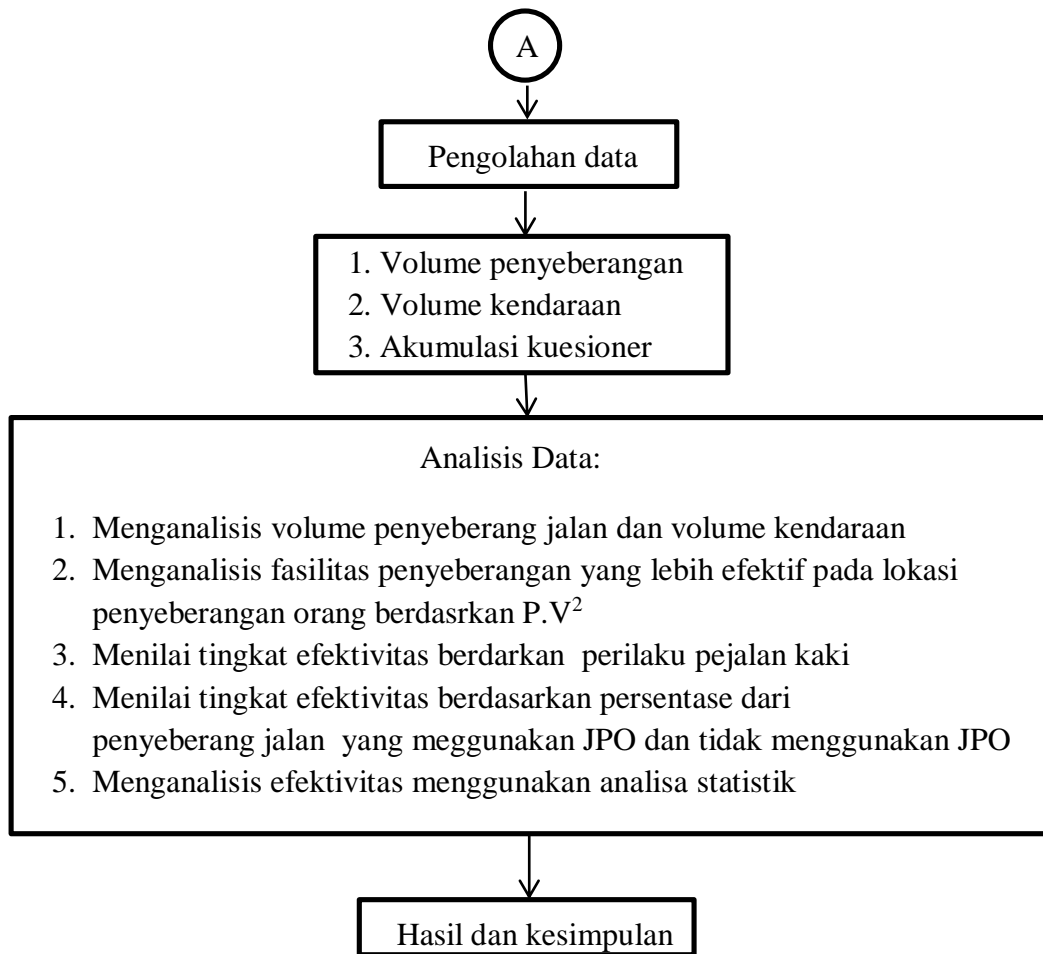 A
Pengolahan data
1. Volume penyeberangan
2. Volume kendaraan
3. Akumulasi kuesioner
Analisis Data:
1. Menganalisis volume penyeberang jalan dan volume kendaraan
2. Menganalisis fasilitas penyeberangan yang lebih efektif pada lokasi
penyeberangan orang berdasrkan P.V²
3. Menilai tingkat efektivitas berdarkan perilaku pejalan kaki
4. Menilai tingkat efektivitas berdasarkan persentase dari
penyeberang jalan yang meggunakan JPO dan tidak menggunakan JPO
5. Menganalisis efektivitas menggunakan analisa statistik
Hasil dan kesimpulan